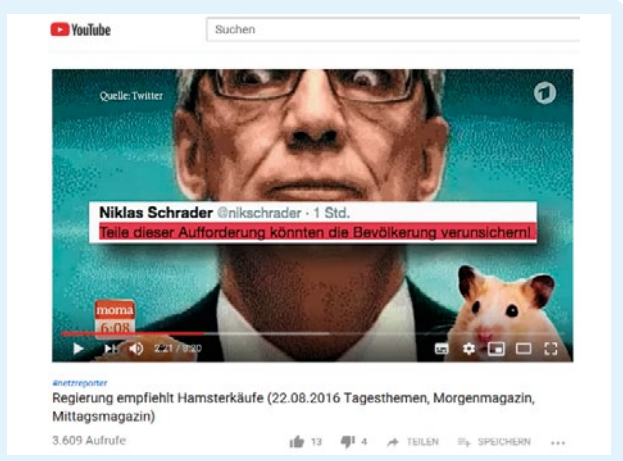 YouTube
Suchen
Quelle: Twitter
Niklas Schrader @nikschrader · 1 Std.
Teile dieser Aufforderung könnten die Bevölkerung verunsichern!
moma
6:08
2:21 / 8:20
#netzreporter
Regierung empfiehlt Hamsterkäufe (22.08.2016 Tagesthemen, Morgenmagazin,
Mittagsmagazin)
3.609 Aufrufe
13
4
TEILEN
SPEICHERN